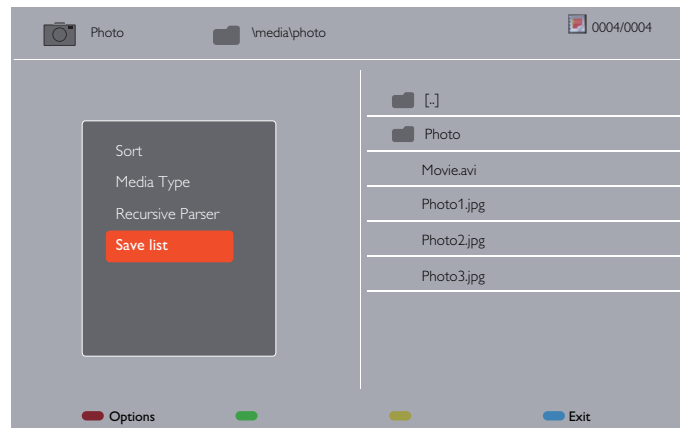 Photo
\media\photo
0004/0004
[..]
Photo
Movie.avi
Photo1.jpg
Photo2.jpg
Photo3.jpg
Sort
Media Type
Recursive Parser
Save list
Options
Exit